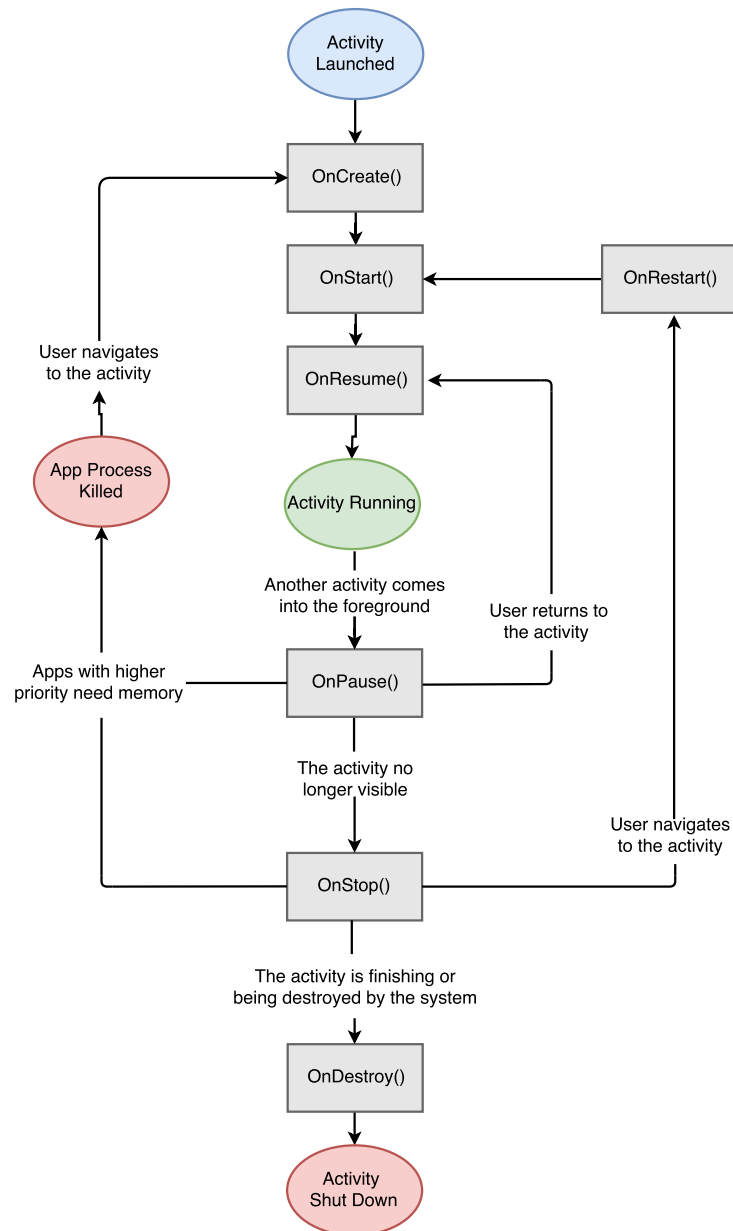 Activity
Launched
OnCreate()
OnStart()
OnRestart()
User navigates
to the activity
OnResume()
App Process
Killed
Activity Running
Another activity comes
into the foreground
User returns to
the activity
Apps with higher
priority need memory
OnPause()
The activity no
longer visible
User navigates
to the activity
OnStop()
The activity is finishing or
being destroyed by the system
OnDestroy()
Activity
Shut Down